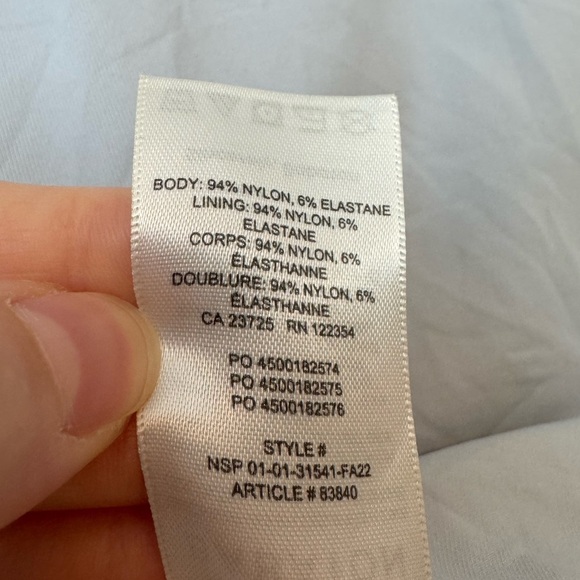 BODY: 94% NYLON, 6% ELASTANE
LINING: 94% NYLON, 6%
ELASTANE
CORPS: 94% NYLON, 6%
ÉLASTHANNE
DOUBLURE: 94% NYLON, 6%
ÉLASTHANNE
CA 23725 RN 122354
PO 4500182574
PO 4500182575
PO 4500182576
STYLE #
NSP 01-01-31541-FA22
ARTICLE # 83840